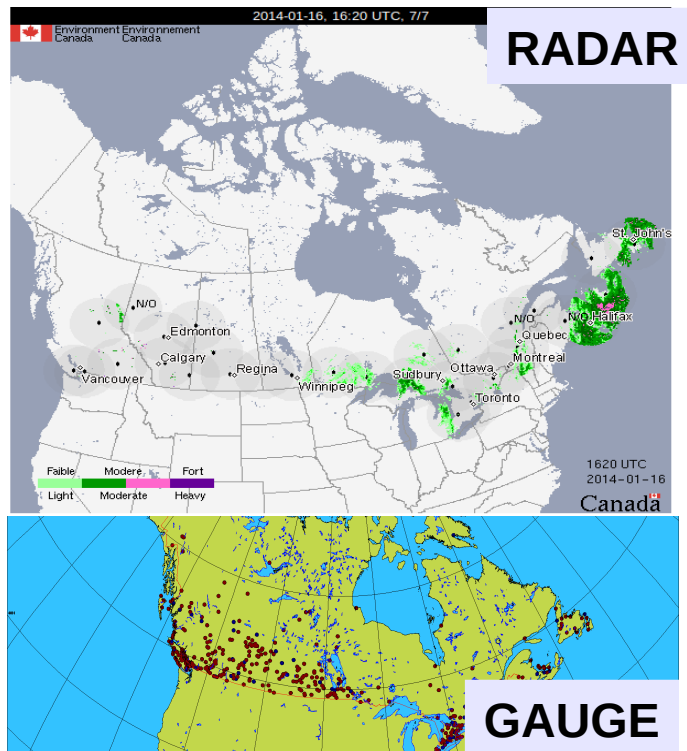 2014-01-16, 16:20 UTC, 7/7
RADAR
Environment Environnement
Canada Canada
St. John's
N/O
N/O
N/O Halifax
Edmonton
Quebec
Calgary
Regina
Sudbury
Ottawa
Montreal
Vancouver
Winnipeg
Toronto
Faible Modere Fort
Light Moderate Heavy
1620 UTC
2014-01-16
Canada
GAUGE